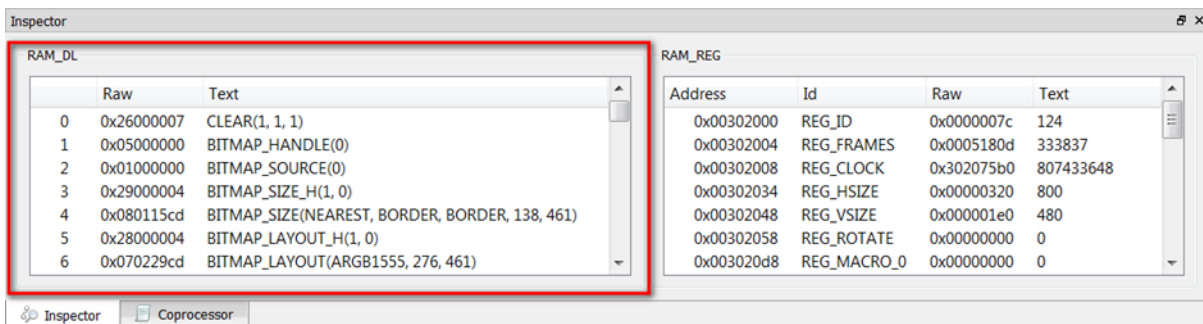 Inspector
RAM_DL
Raw Text
0 0x26000007 CLEAR(1, 1, 1)
1 0x05000000 BITMAP_HANDLE(0)
2 0x01000000 BITMAP_SOURCE(0)
3 0x29000004 BITMAP_SIZE_H(1, 0)
4 0x080115cd BITMAP_SIZE(NEAREST, BORDER, BORDER, 138, 461)
5 0x28000004 BITMAP_LAYOUT_H(1, 0)
6 0x070229cd BITMAP_LAYOUT(ARGB1555, 276, 461)
RAM_REG
Address Id Raw Text
0x00302000 REG_ID 0x0000007c 124
0x00302004 REG_FRAMES 0x0005180d 333837
0x00302008 REG_CLOCK 0x302075b0 807433648
0x00302034 REG_HSIZE 0x00000320 800
0x00302048 REG_VSIZE 0x000001e0 480
0x00302058 REG_ROTATE 0x00000000 0
0x003020d8 REG_MACRO_0 0x00000000 0
Inspector Coprocessor